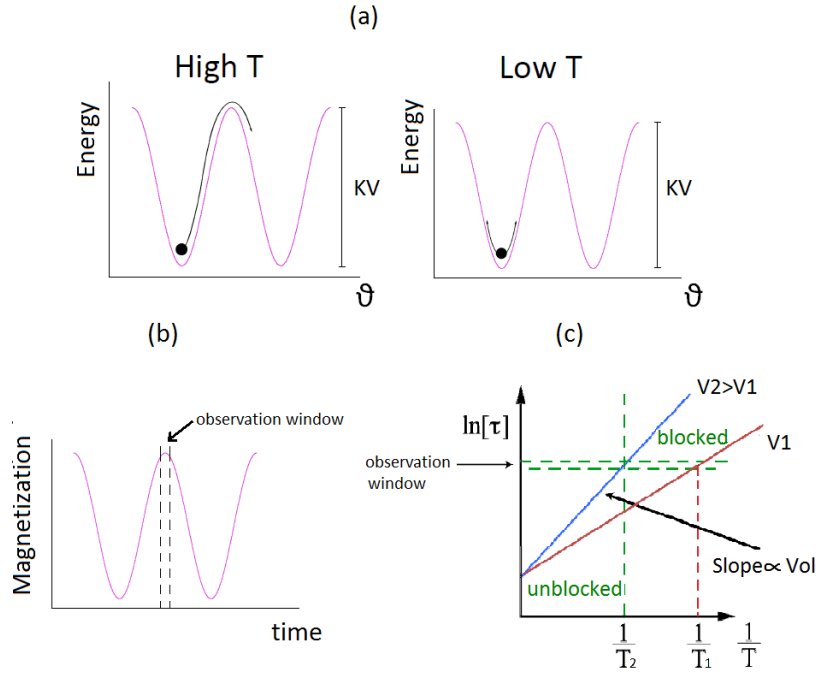 (a)
High T
Low T
Energy
KV
ϑ
Energy
KV
ϑ
(b)
(c)
observation window
Magnetization
time
V2>V1
ln[τ]
blocked
V1
observation
window
Slope∝ Vol
unblocked
1/T₂
1/T₁
1/T